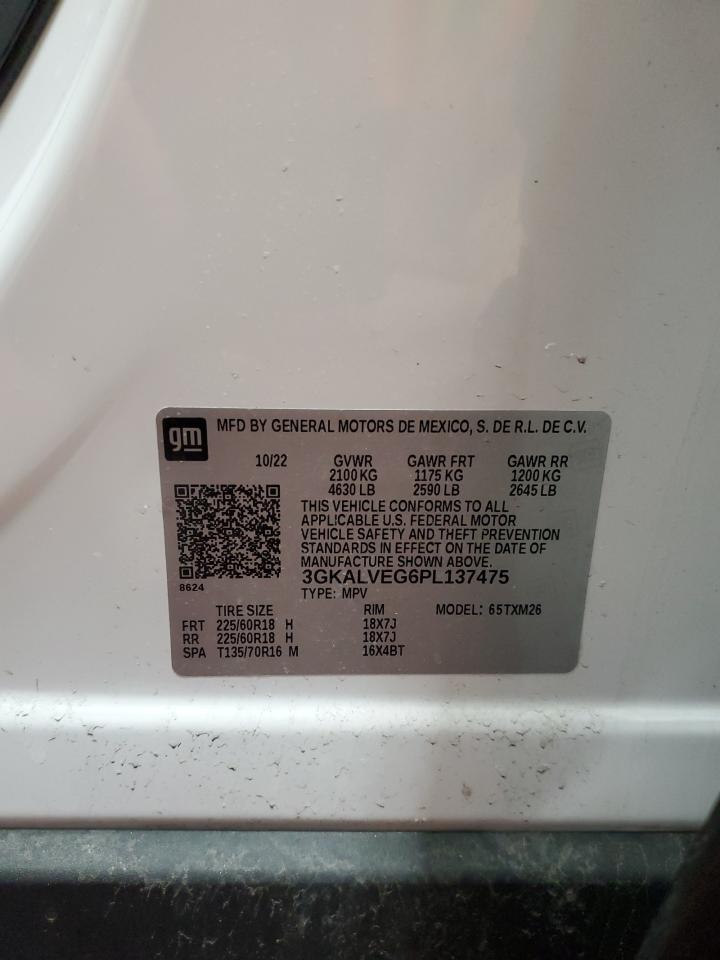 gm
MFD BY GENERAL MOTORS DE MEXICO, S. DE R.L. DE C.V.
10/22 GVWR GAWR FRT GAWR RR
2100 KG 1175 KG 1200 KG
4630 LB 2590 LB 2645 LB
THIS VEHICLE CONFORMS TO ALL
APPLICABLE U.S. FEDERAL MOTOR
VEHICLE SAFETY AND THEFT PREVENTION
STANDARDS IN EFFECT ON THE DATE OF
MANUFACTURE SHOWN ABOVE.
3GKALVEG6PL137475
8624
TYPE: MPV
TIRE SIZE RIM MODEL: 65TXM26
FRT 225/60R18 H 18X7J
RR 225/60R18 H 18X7J
SPA T135/70R16 M 16X4BT